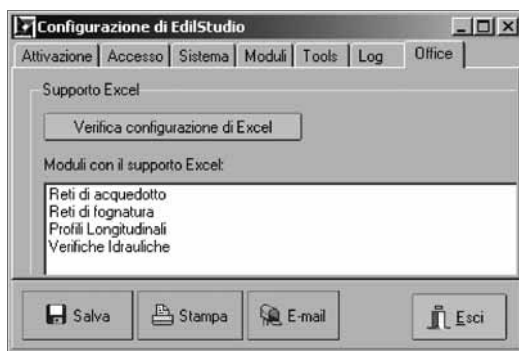 Configurazione di EdilStudio
Attivazione Accesso Sistema Moduli Tools Log Office
Supporto Excel
Verifica configurazione di Excel
Moduli con il supporto Excel:
Reti di acquedotto
Reti di fognatura
Profili Longitudinali
Verifiche Idrauliche
Salva Stampa E-mail Esci